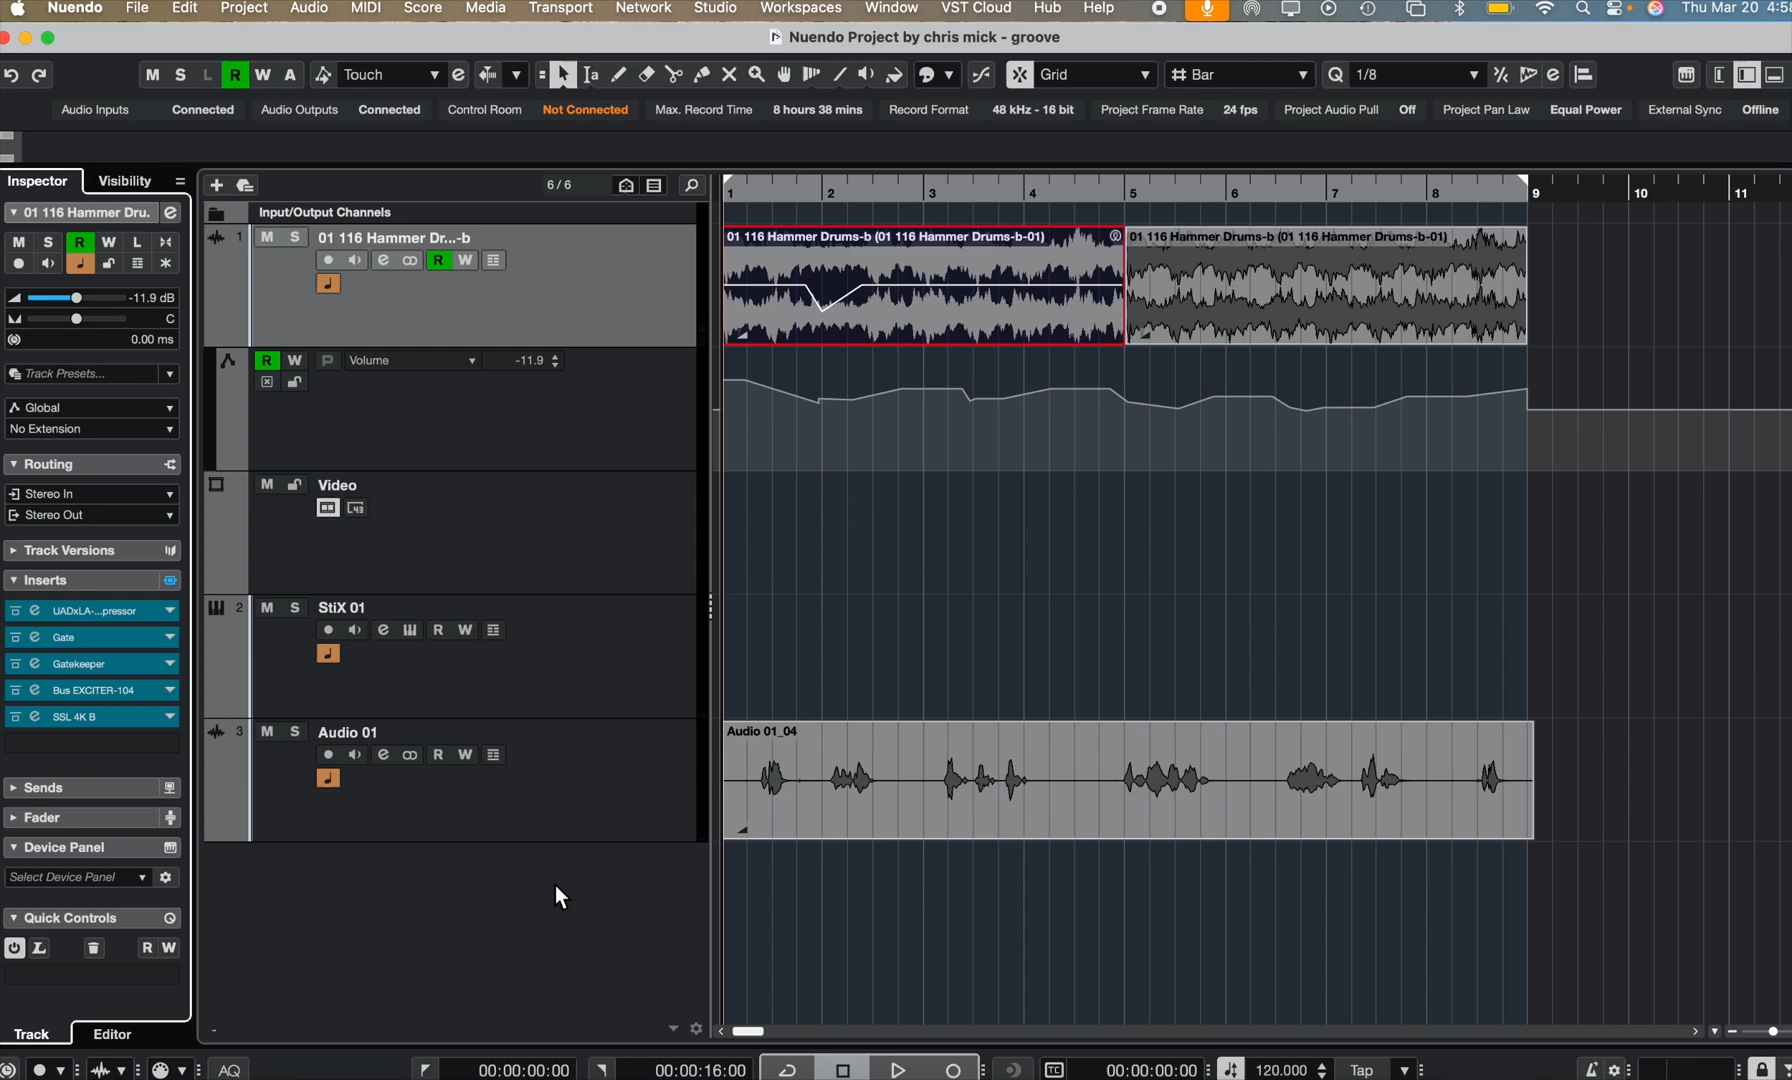 Nuendo File Edit Project Audio MIDI Score Media Transport Network Studio Workspaces Window VST Cloud Hub Help Thu Mar 20 4:58
Nuendo Project by chris mick - groove
M S L R W A Touch Grid Bar Q 1/8
Audio Inputs Connected Audio Outputs Connected Control Room Not Connected Max. Record Time 8 hours 38 mins Record Format 48 kHz - 16 bit Project Frame Rate 24 fps Project Audio Pull Off Project Pan Law Equal Power External Sync Offline
Inspector Visibility 6 / 6 1 2 3 4 5 6 7 8 9 10 11
01 116 Hammer Dru. Input/Output Channels
M S R W L 1 M S 01 116 Hammer Dr...-b 01 116 Hammer Drums-b (01 116 Hammer Drums-b-01) 01 116 Hammer Drums-b (01 116 Hammer Drums-b-01)
R W
-11.9 dB
C
0.00 ms
R W P Volume -11.9
Track Presets...
Global
No Extension
Routing
Stereo In M Video
Stereo Out
Track Versions
Inserts
UADxLA-...pressor 2 M S StiX 01
Gate R W
Gatekeeper
Bus EXCITER-104
SSL 4K B 3 M S Audio 01 Audio 01_04
R W
Sends
Fader
Device Panel
Select Device Panel
Quick Controls
R W
Track Editor -
AQ 00:00:00:00 00:00:16:00 TC 00:00:00:00 120.000 Tap